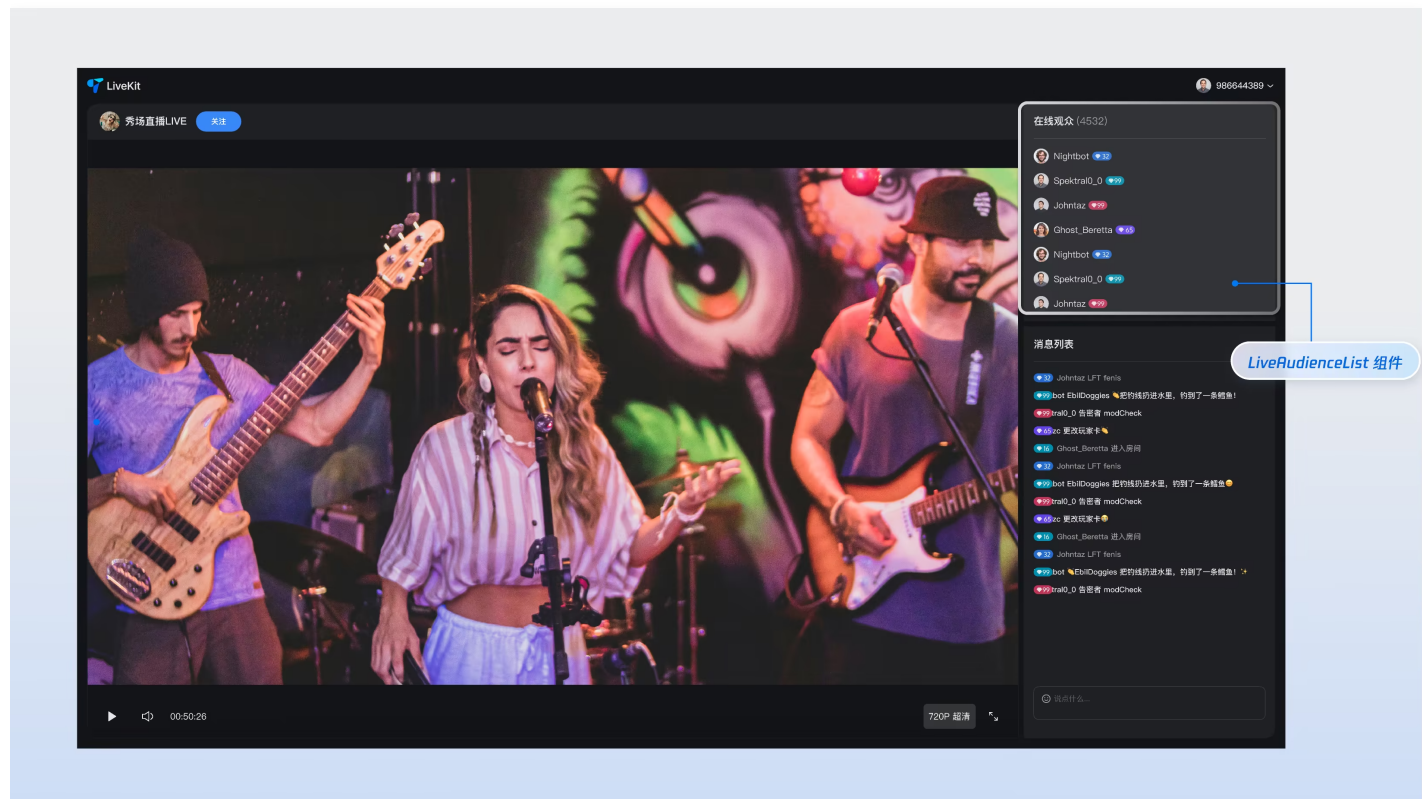 LiveKit
986644389
秀场直播LIVE 关注
在线观众 (4532)
Nightbot 32
Spektral0_0 99
Johntaz 99
Ghost_Beretta 65
Nightbot 32
Spektral0_0 99
Johntaz 99
LiveAudienceList 组件
消息列表
32 Johntaz LFT fenis
99 bot EbllDoggies 把钓线扔进水里，钓到了一条鳕鱼！
99 tral0_0 告密者 modCheck
65 zc 更改玩家卡
16 Ghost_Beretta 进入房间
32 Johntaz LFT fenis
99 bot EbllDoggies 把钓线扔进水里，钓到了一条鳕鱼
99 tral0_0 告密者 modCheck
65 zc 更改玩家卡
16 Ghost_Beretta 进入房间
32 Johntaz LFT fenis
99 bot EbllDoggies 把钓线扔进水里，钓到了一条鳕鱼！
99 tral0_0 告密者 modCheck
说点什么...
00:50:26
720P 超清